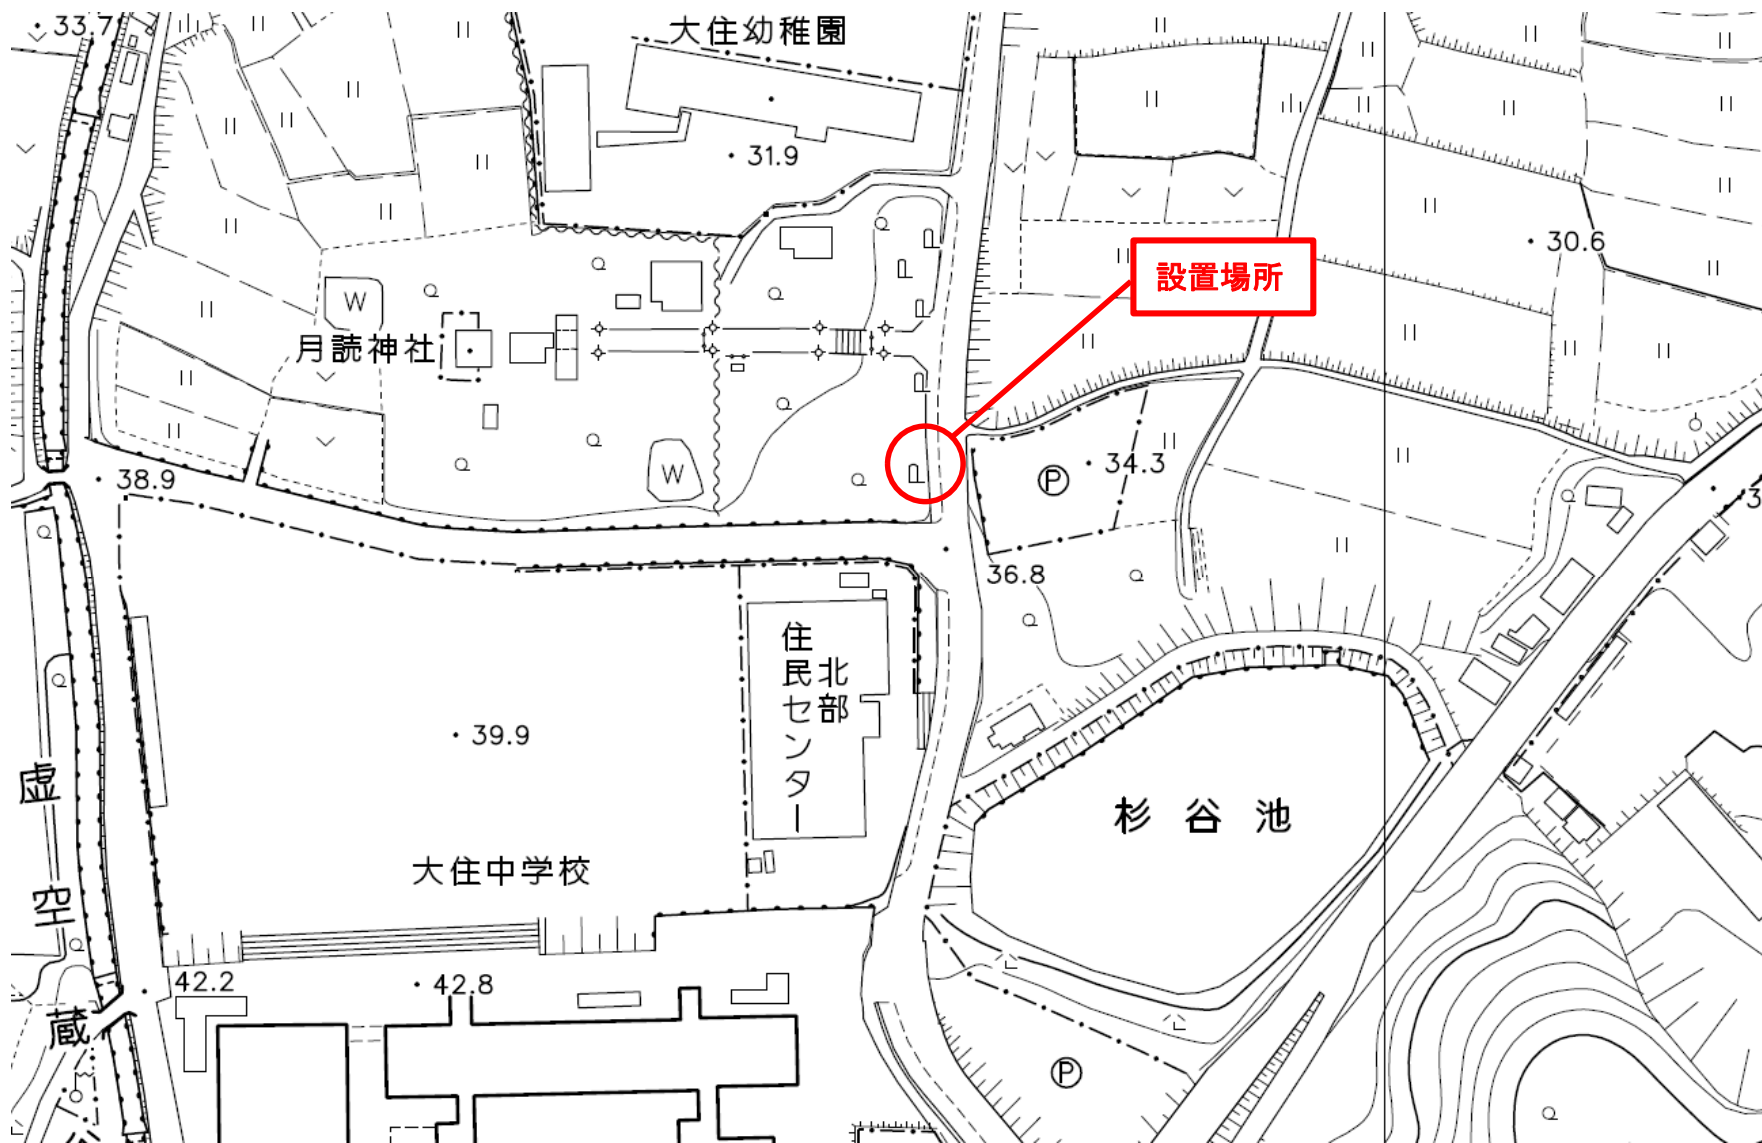 33.7
大住幼稚園
31.9
30.6
設置場所
W
月読神社
34.3
P
W
38.9
36.8
住民センター
北部
39.9
虚
杉谷池
大住中学校
空
42.2
42.8
蔵
P